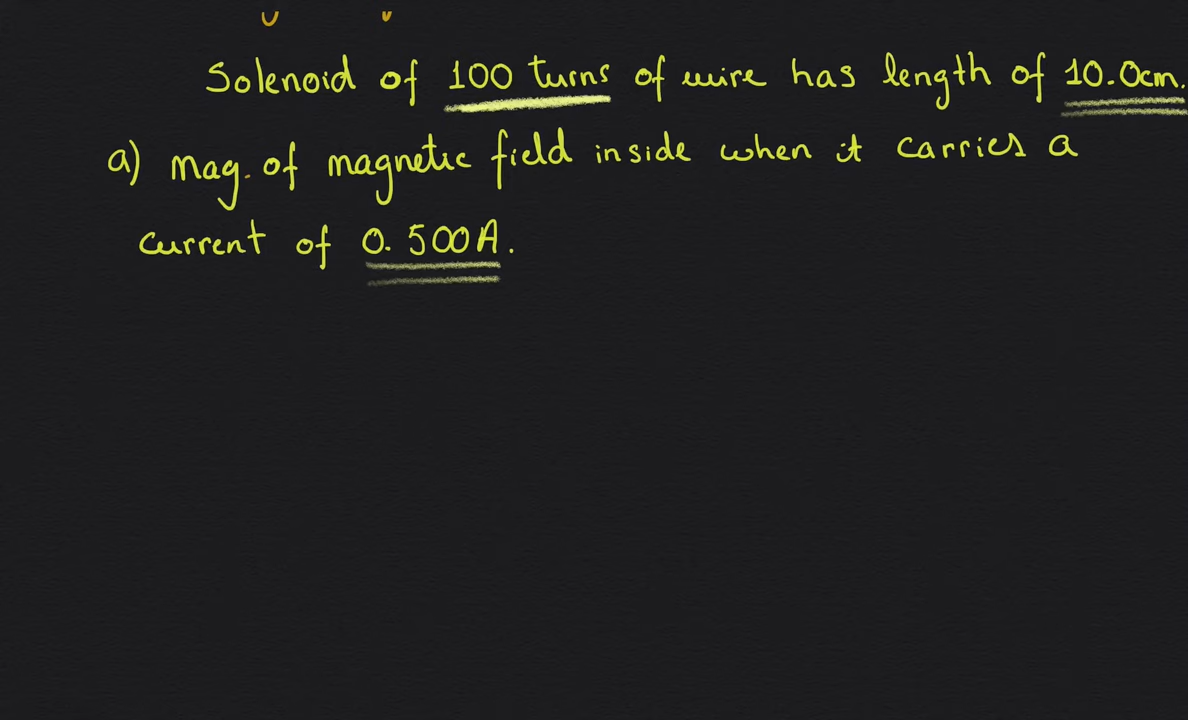 Solenoid of 100 turns of wire has length of 10.0cm.
a) Mag. of magnetic field inside when it carries a
current of 0.500A.